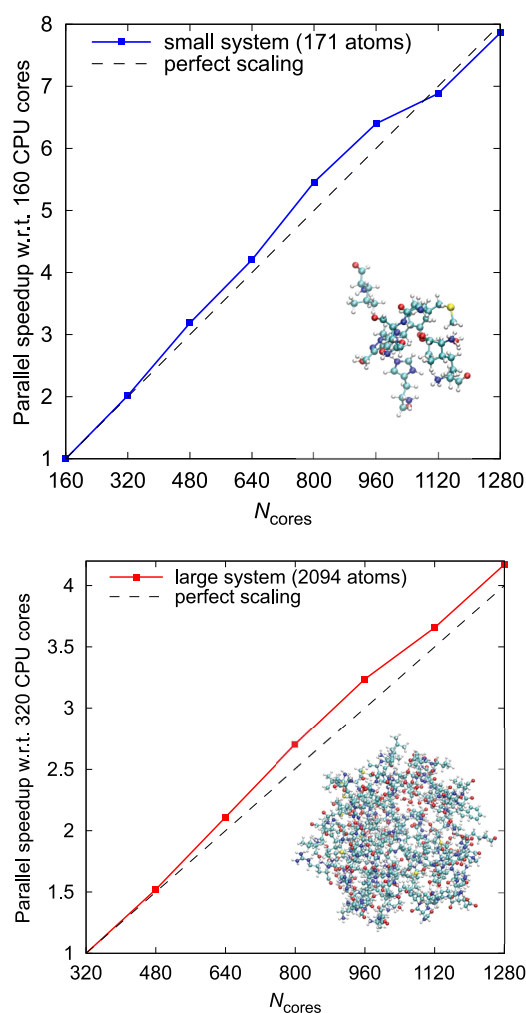 8
small system (171 atoms)
perfect scaling
7
6
5
4
3
2
1
Parallel speedup w.r.t. 160 CPU cores
160 320 480 640 800 960 1120 1280
Ncores
large system (2094 atoms)
perfect scaling
4
3.5
3
2.5
2
1.5
1
Parallel speedup w.r.t. 320 CPU cores
320 480 640 800 960 1120 1280
Ncores